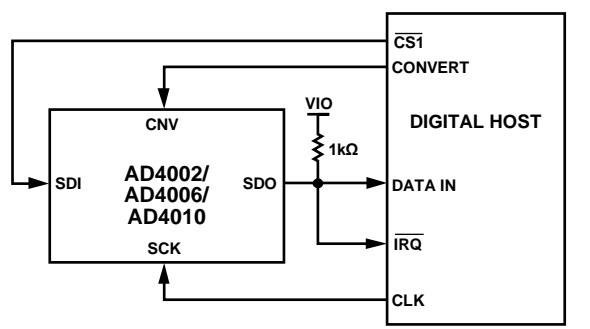 CS1
CONVERT
CNV
VIO
DIGITAL HOST
1kΩ
AD4002/
SDI
SDO
DATA IN
AD4006/
AD4010
SCK
IRQ
CLK